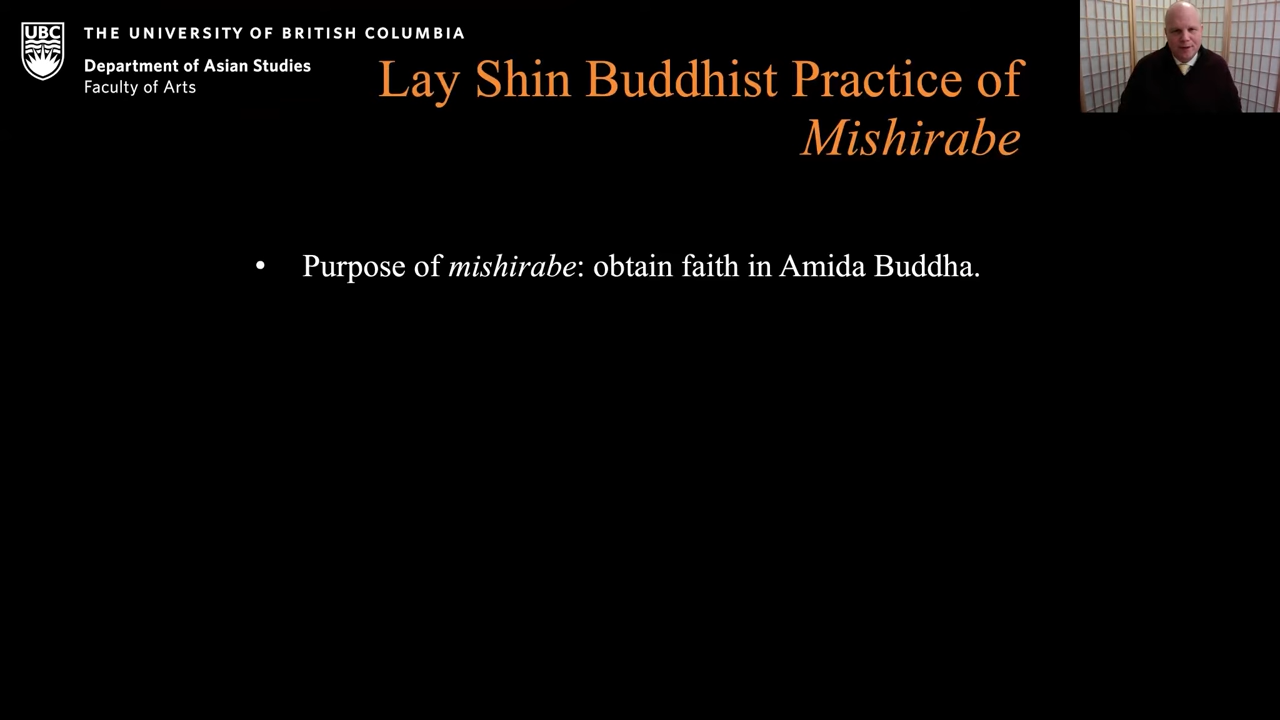 UBC
THE UNIVERSITY OF BRITISH COLUMBIA
Department of Asian Studies
Faculty of Arts
Lay Shin Buddhist Practice of
Mishirabe
• Purpose of mishirabe: obtain faith in Amida Buddha.